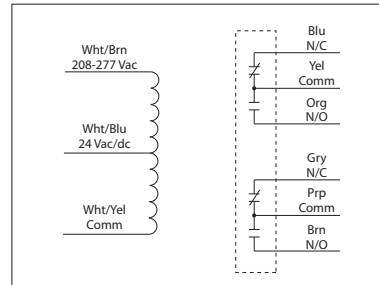 Wht/Brn
208-277 Vac
Wht/Blu
24 Vac/dc
Wht/Yel
Comm
Blu
N/C
Yel
Comm
Org
N/O
Gry
N/C
Prp
Comm
Brn
N/O